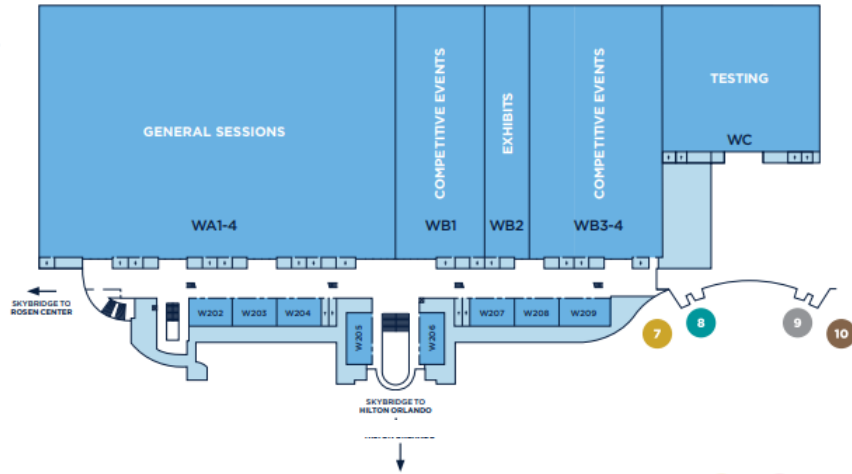 GENERAL SESSIONS
COMPETITIVE EVENTS
EXHIBITS
COMPETITIVE EVENTS
TESTING
WC
WA1-4
WB1
WB2
WB3-4
SKYBRIDGE TO
ROSEN CENTER
W202
W203
W204
W205
W206
W207
W208
W209
7
8
9
10
SKYBRIDGE TO
HILTON ORLANDO